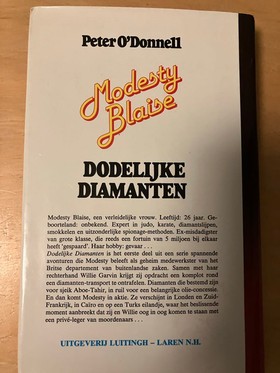 Peter O'Donnell
Modesty
Blaise
DODELIJKE
DIAMANTEN
Modesty Blaise, een verleidelijke vrouw. Leeftijd: 26 jaar. Ge-
boorteland: onbekend. Expert in judo, karate, diamantslijpen,
smokkelen en uitzonderlijke spionage-methoden. Ex-misdadigster
van grote klasse, die reeds een fortuin van 5 miljoen bij elkaar
heeft 'gespaard'. Haar hobby: gevaar . . .
Dodelijke Diamanten is het eerste deel uit een serie spannende
avonturen die Modesty beleeft als geheim medewerker van het
Britse departement van buitenlandse zaken. Samen met haar
rechterhand Willie Garvin krijgt zij opdracht een komplot rond
een diamanten-transport te ontrafelen. Diamanten die bestemd zijn
voor sjeik Aboe-Tahir, in ruil voor een belangrijke olie-concessie.
En dan komt Modesty in aktie. Ze verschijnt in Londen en Zuid-
Frankrijk, in Caïro en op een Turks eilandje, waar het beslissende
moment aanbreekt dat zij en Willie oog in oog komen te staan met
een privé-leger van moordenaars . . .
UITGEVERIJ LUITINGH – LAREN N.H.